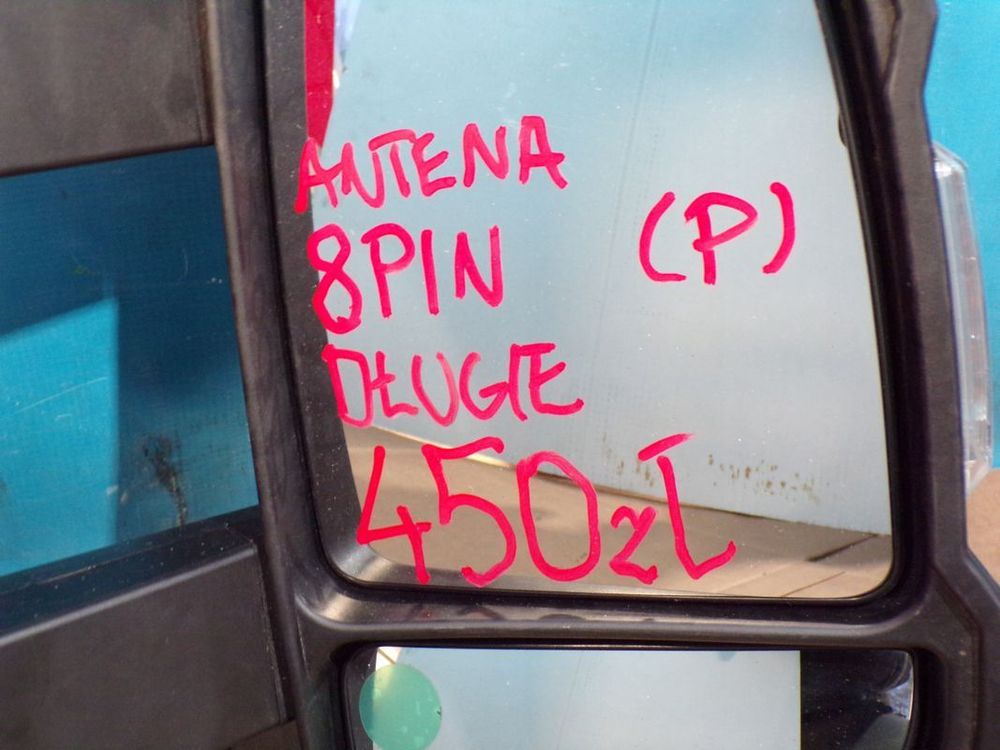 ANTENA
8PIN (P)
DŁUGIE
450zł